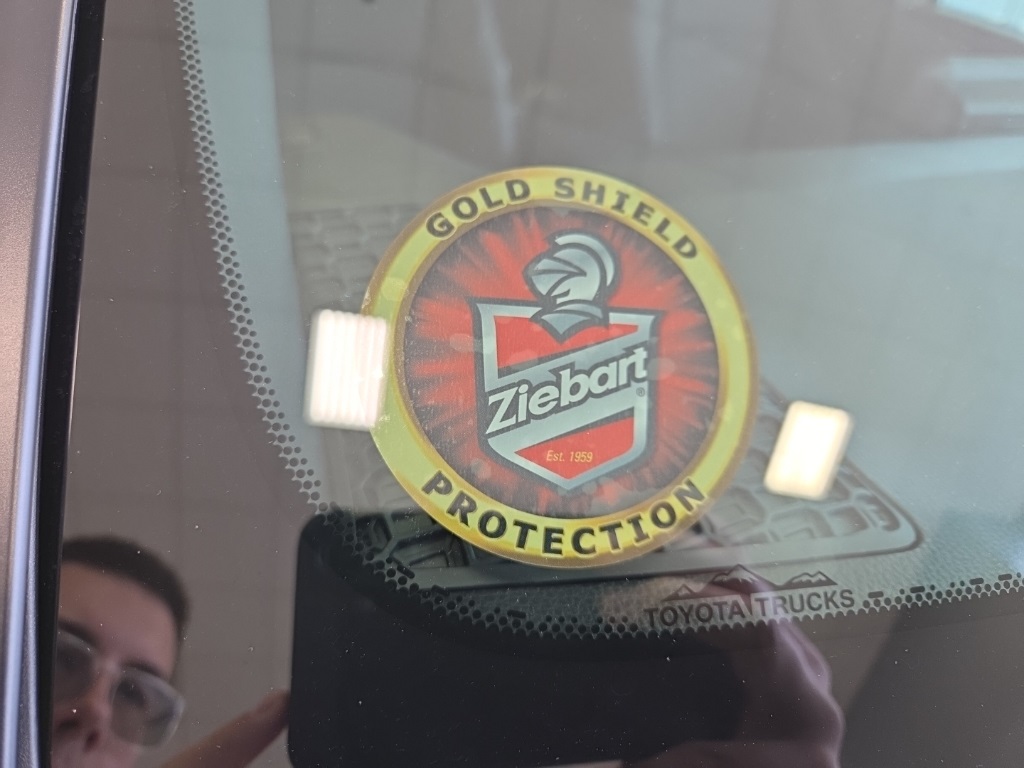 GOLD SHIELD
Ziebart®
Est. 1959
PROTECTION
TOYOTA TRUCKS